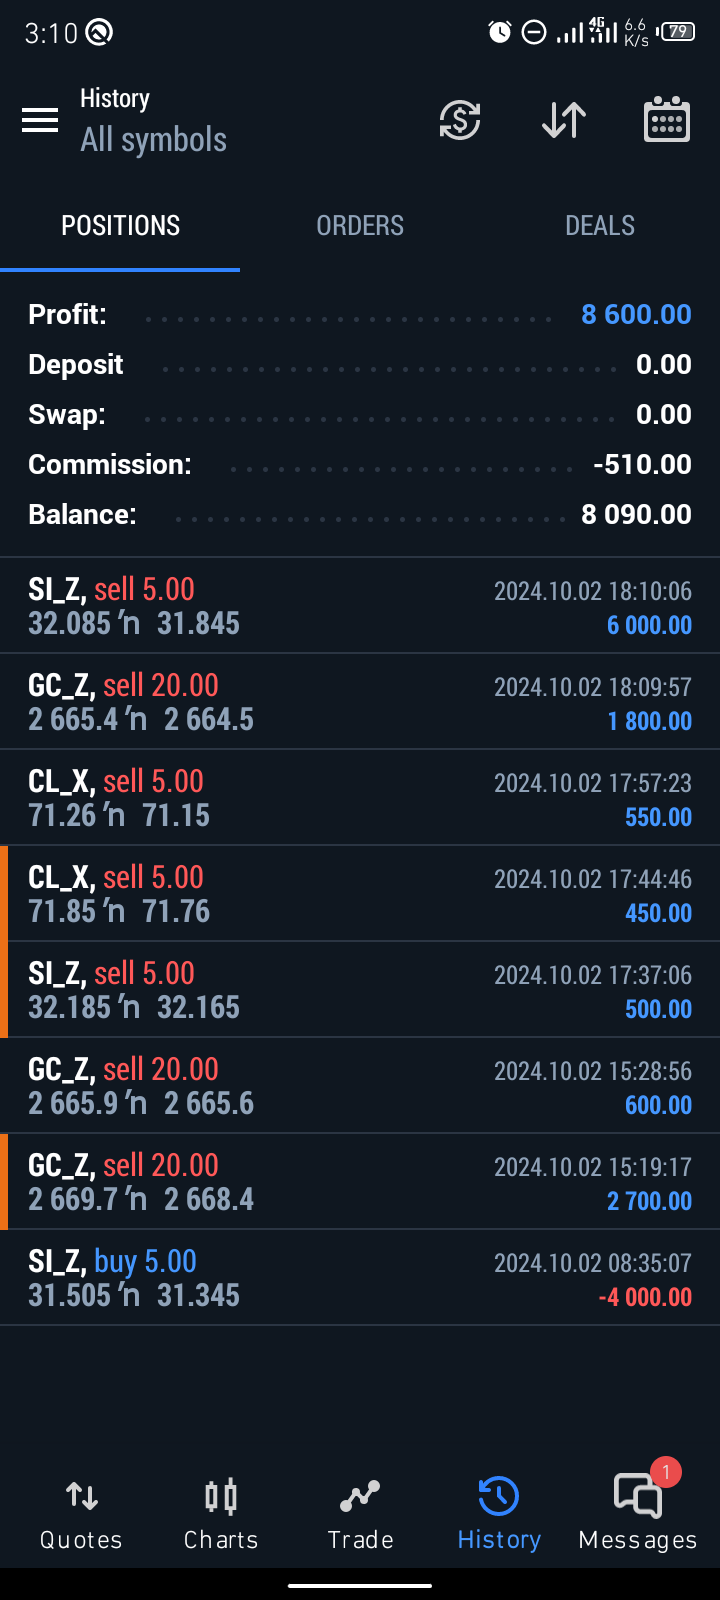 3:10 4G 6.6 K/s 79
History
All symbols
POSITIONS ORDERS DEALS
Profit: 8 600.00
Deposit 0.00
Swap: 0.00
Commission: -510.00
Balance: 8 090.00
SI_Z, sell 5.00 2024.10.02 18:10:06
32.085 ’n 31.845 6 000.00
GC_Z, sell 20.00 2024.10.02 18:09:57
2 665.4 ’n 2 664.5 1 800.00
CL_X, sell 5.00 2024.10.02 17:57:23
71.26 ’n 71.15 550.00
CL_X, sell 5.00 2024.10.02 17:44:46
71.85 ’n 71.76 450.00
SI_Z, sell 5.00 2024.10.02 17:37:06
32.185 ’n 32.165 500.00
GC_Z, sell 20.00 2024.10.02 15:28:56
2 665.9 ’n 2 665.6 600.00
GC_Z, sell 20.00 2024.10.02 15:19:17
2 669.7 ’n 2 668.4 2 700.00
SI_Z, buy 5.00 2024.10.02 08:35:07
31.505 ’n 31.345 -4 000.00
1
Quotes Charts Trade History Messages